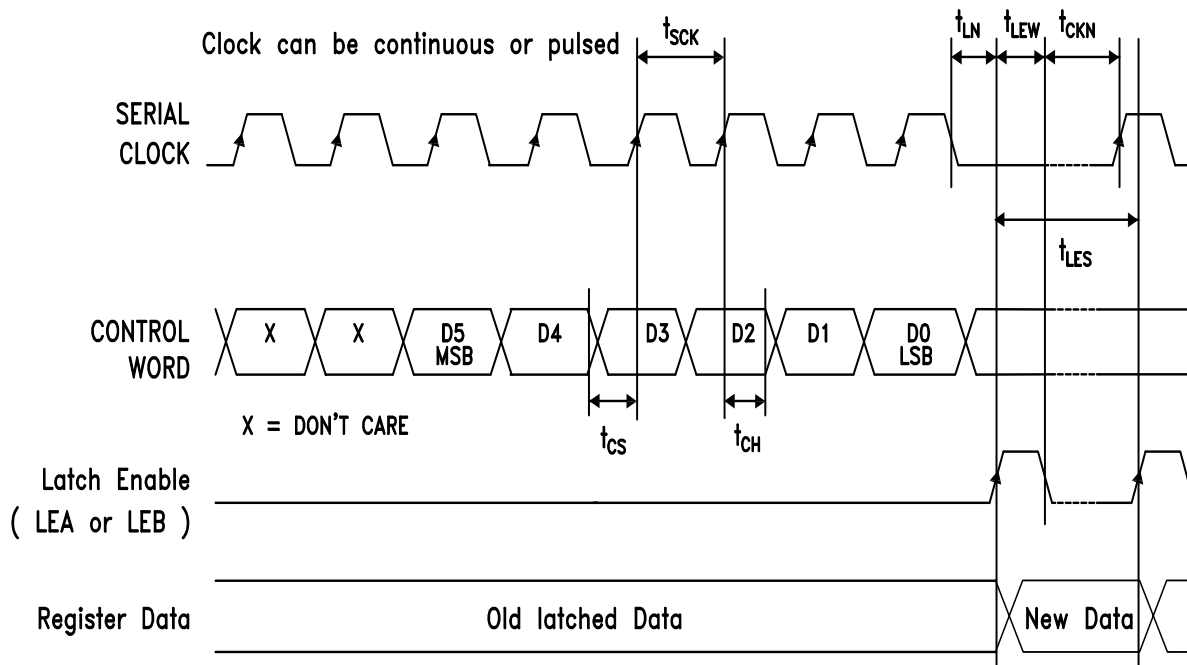 Clock can be continuous or pulsed
tSCK
tLN
tLEW
tCKN
SERIAL
CLOCK
tLES
CONTROL
WORD
X
X
D5
MSB
D4
D3
D2
D1
D0
LSB
X = DON'T CARE
tCS
tCH
Latch Enable
( LEA or LEB )
Register Data
Old latched Data
New Data